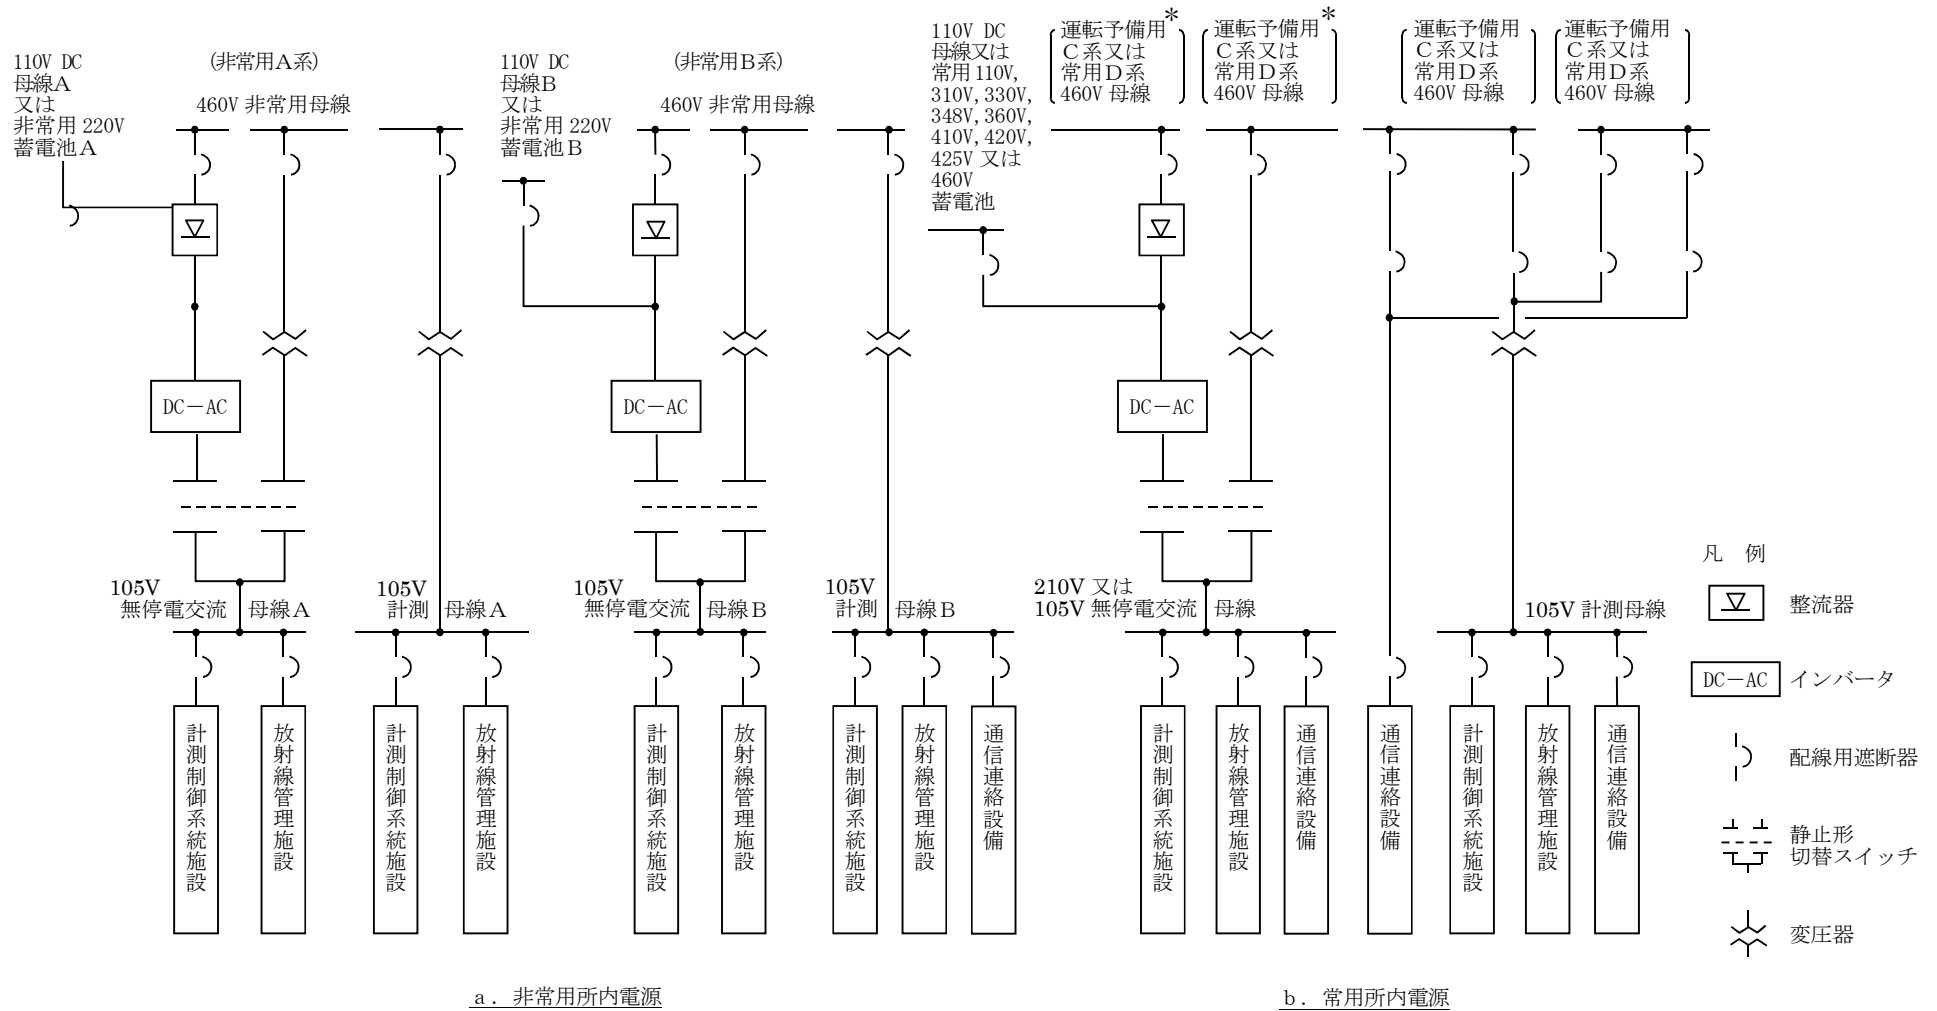 110V DC
母線A
又は
非常用 220V
蓄電池A
(非常用A系)
460V 非常用母線
110V DC
母線B
又は
非常用 220V
蓄電池B
(非常用B系)
460V 非常用母線
110V DC
母線又は
常用 110V,
310V, 330V,
348V, 360V,
410V, 420V,
425V 又は
460V
蓄電池
運転予備用*
C系又は
常用D系
460V 母線
運転予備用*
C系又は
常用D系
460V 母線
運転予備用
C系又は
常用D系
460V 母線
運転予備用
C系又は
常用D系
460V 母線
DC-AC
DC-AC
DC-AC
105V
無停電交流 母線A
105V
計測 母線A
105V
無停電交流 母線B
105V
計測 母線B
210V 又は
105V 無停電交流 母線
105V 計測母線
計測制御系統施設
放射線管理施設
計測制御系統施設
放射線管理施設
計測制御系統施設
放射線管理施設
計測制御系統施設
放射線管理施設
通信連絡設備
計測制御系統施設
放射線管理施設
通信連絡設備
通信連絡設備
計測制御系統施設
放射線管理施設
通信連絡設備
凡 例
整流器
DC-AC インバータ
配線用遮断器
静止形
切替スイッチ
変圧器
a. 非常用所内電源
b. 常用所内電源